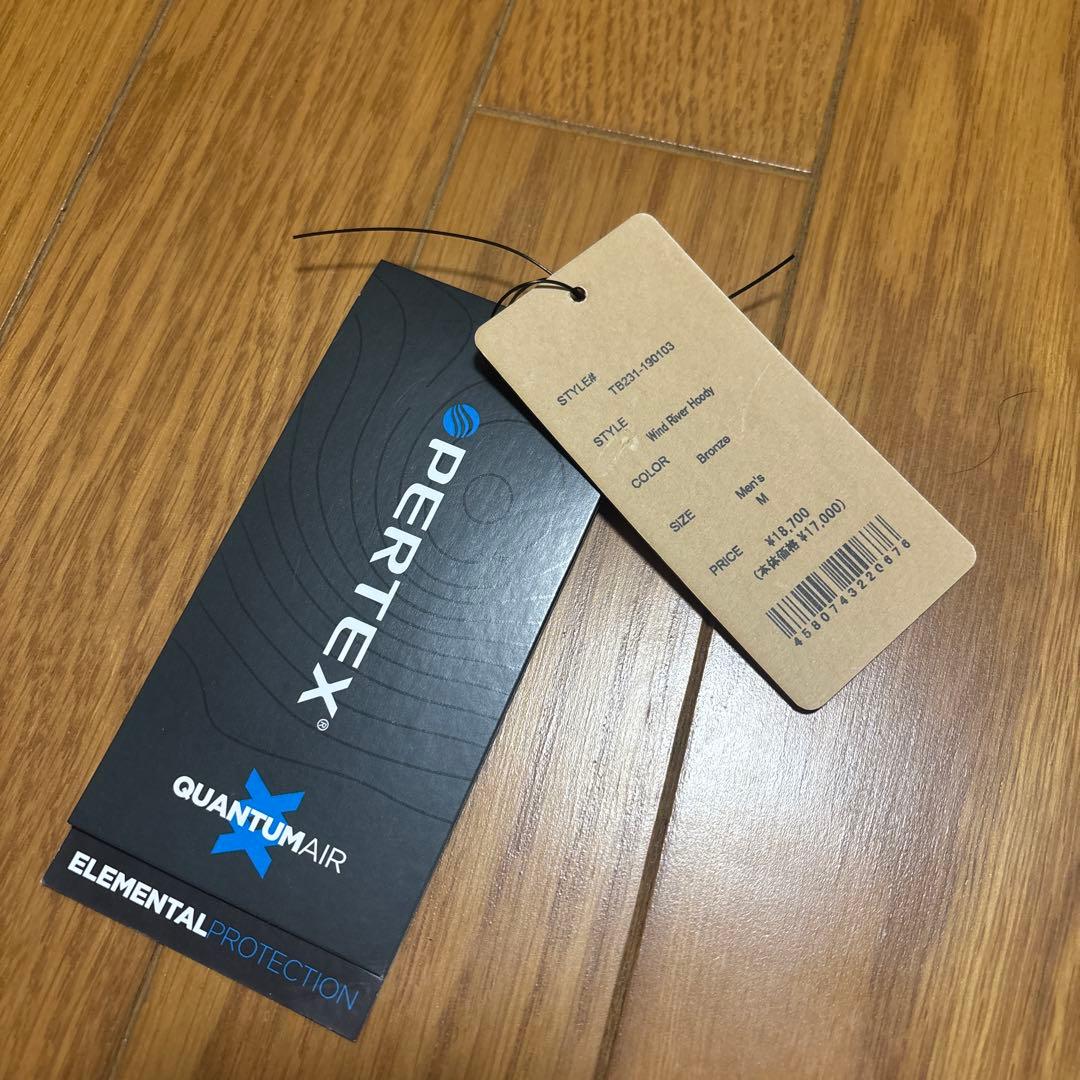 PERTEX®
QUANTUMAIR
ELEMENTALPROTECTION
STYLE# TB231-190103
STYLE Wind River Hoody
COLOR Bronze
Men's
SIZE M
PRICE ¥18,700
(本体価格 ¥17,000)
4580743220676